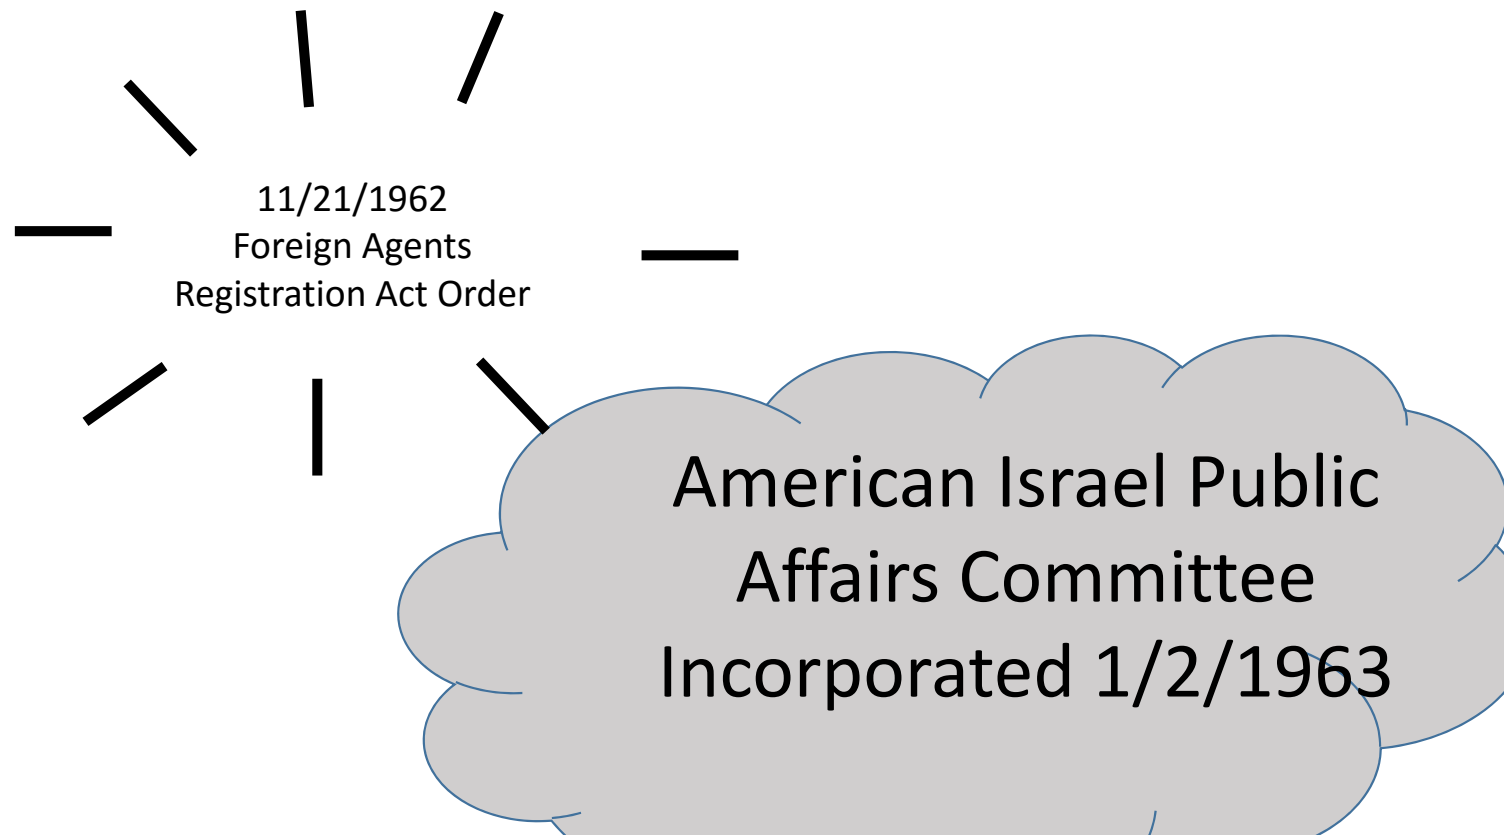 11/21/1962
Foreign Agents
Registration Act Order
American Israel Public
Affairs Committee
Incorporated 1/2/1963